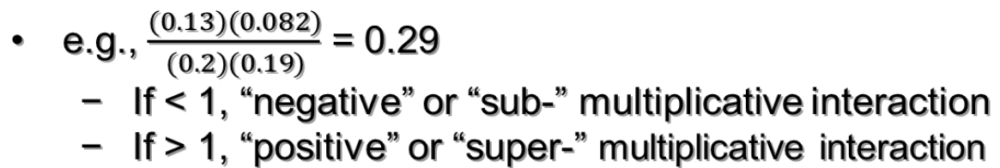 • e.g., (0.13)(0.082)/(0.2)(0.19) = 0.29
– If < 1, “negative” or “sub-” multiplicative interaction
– If > 1, “positive” or “super-” multiplicative interaction